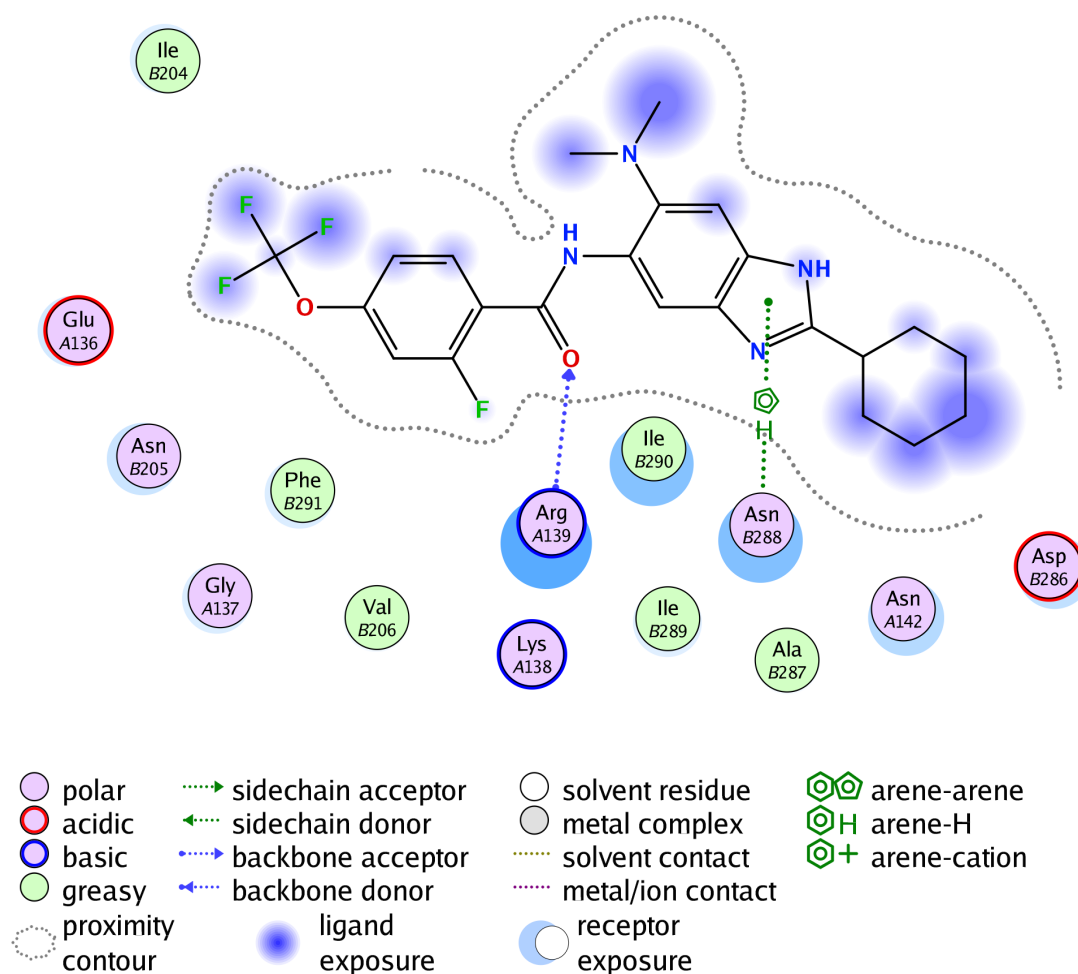 Ile
B204
N
F
F
F
H
N
NH
O
O
N
F
H
Glu
A136
Asn
B205
Phe
B291
Ile
B290
Arg
A139
Asn
B288
Asp
B286
Gly
A137
Val
B206
Lys
A138
Ile
B289
Asn
A142
Ala
B287
polar sidechain acceptor solvent residue arene-arene
acidic sidechain donor metal complex H arene-H
basic backbone acceptor solvent contact + arene-cation
greasy backbone donor metal/ion contact
proximity ligand receptor
contour exposure exposure